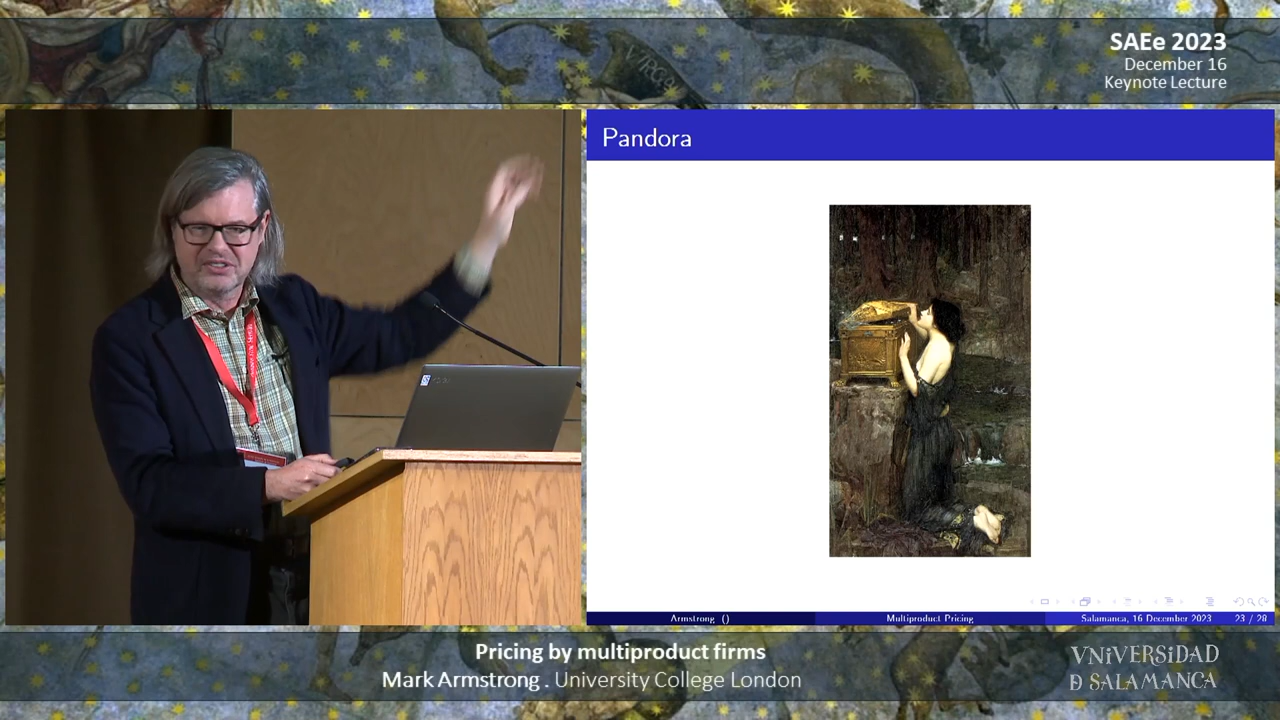 SAEe 2023
December 16
Keynote Lecture
VIRGO
Pandora
Armstrong ()
Multiproduct Pricing
Salamanca, 16 December 2023
23 / 28
Pricing by multiproduct firms
Mark Armstrong . University College London
VNiVERSiDAD
Ð SALAMANCA